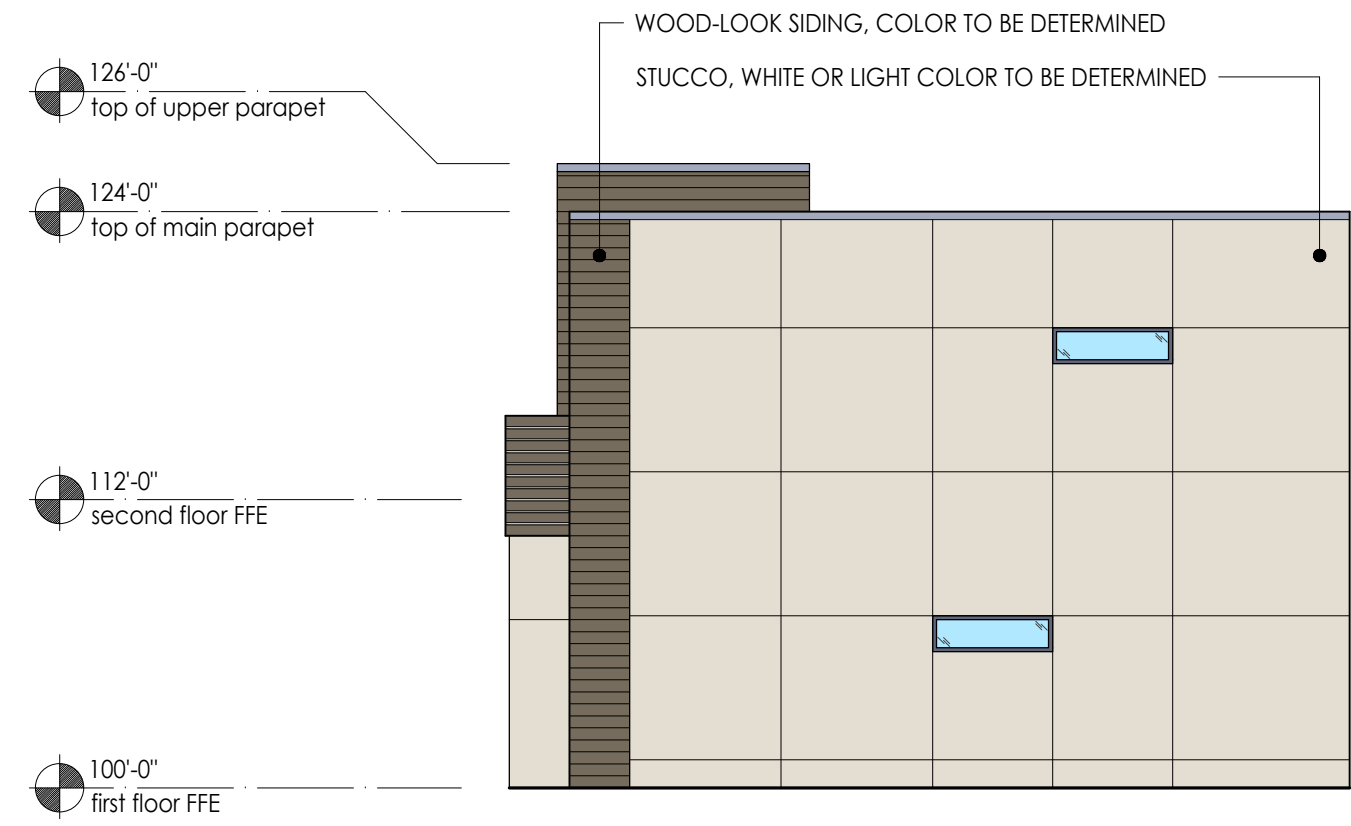 WOOD-LOOK SIDING, COLOR TO BE DETERMINED
STUCCO, WHITE OR LIGHT COLOR TO BE DETERMINED
126'-0"
top of upper parapet
124'-0"
top of main parapet
112'-0"
second floor FFE
100'-0"
first floor FFE